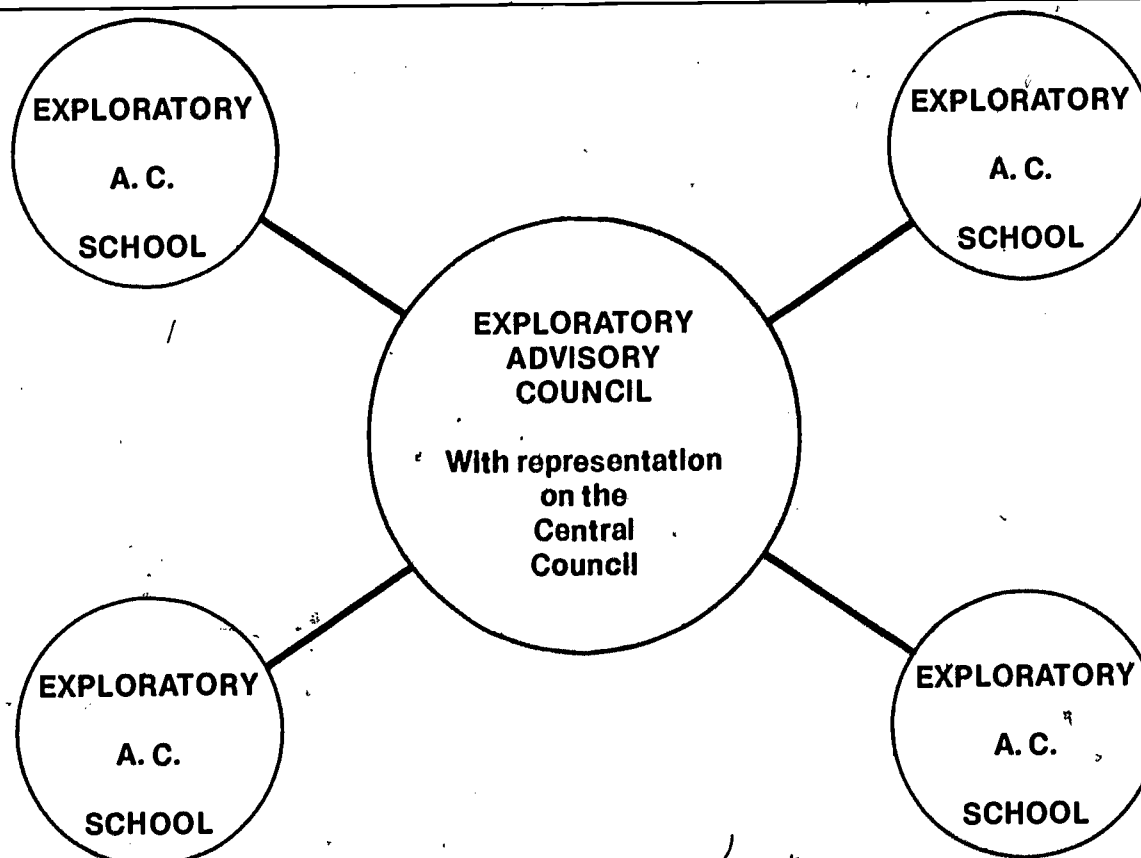 EXPLORATORY
A. C.
SCHOOL
EXPLORATORY
A. C.
SCHOOL
EXPLORATORY
ADVISORY
COUNCIL
With representation
on the
Central
Council
EXPLORATORY
A. C.
SCHOOL
EXPLORATORY
A. C.
SCHOOL